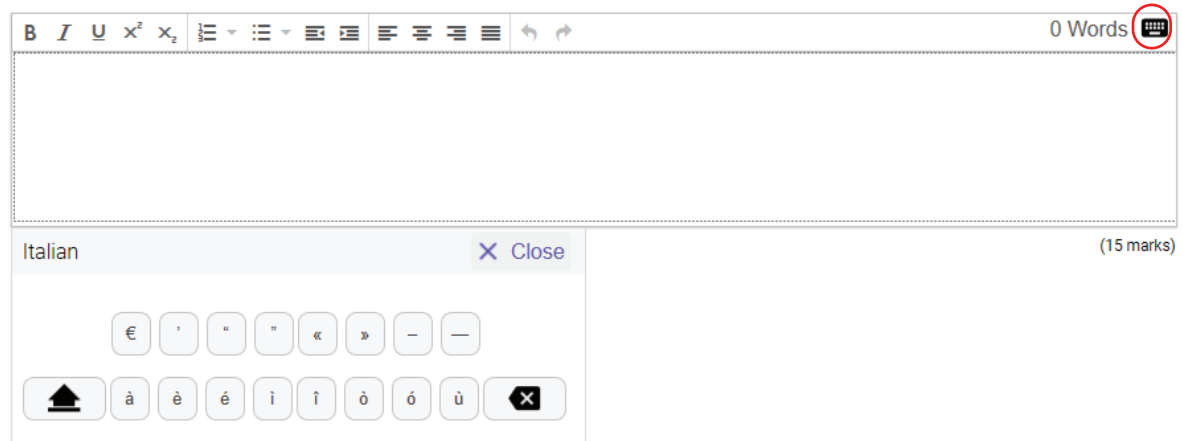 B I U x² x₂ 0 Words
Italian × Close (15 marks)
€ ’ “ ” « » – —
à è é ì î ò ó ù